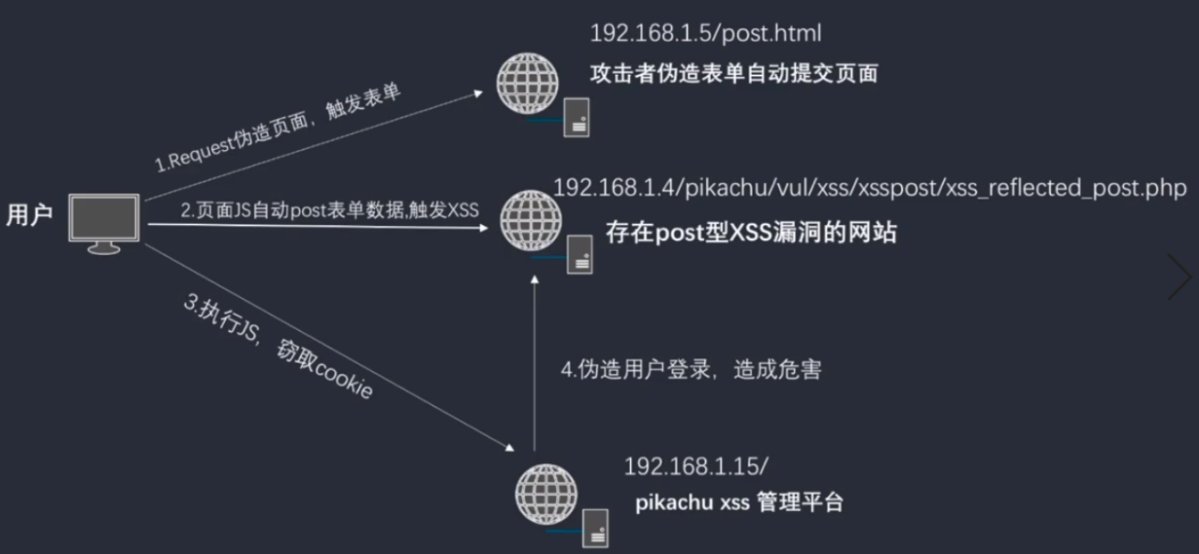 192.168.1.5/post.html
攻击者伪造表单自动提交页面
1.Request伪造页面，触发表单
192.168.1.4/pikachu/vul/xss/xsspost/xss_reflected_post.php
用户
2.页面JS自动post表单数据,触发XSS
存在post型XSS漏洞的网站
3.执行JS，窃取cookie
4.伪造用户登录，造成危害
192.168.1.15/
pikachu xss 管理平台